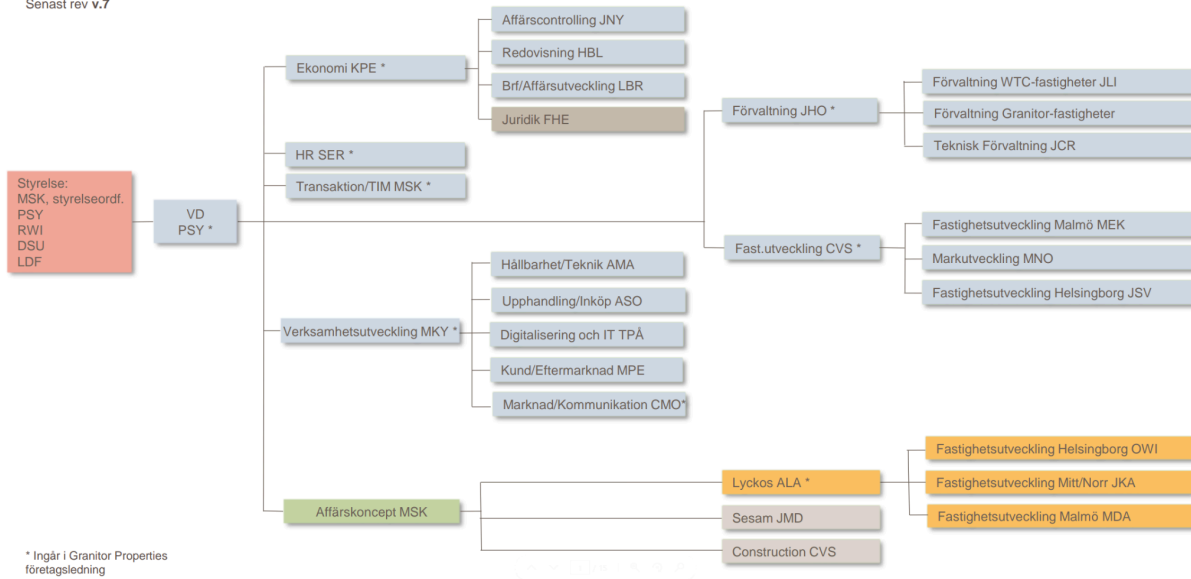 Senast rev v.7
Styrelse:
MSK, styrelseordf.
PSY
RWI
DSU
LDF
VD
PSY *
Ekonomi KPE *
Affärscontrolling JNY
Redovisning HBL
Brf/Affärsutveckling LBR
Juridik FHE
HR SER *
Transaktion/TIM MSK *
Förvaltning JHO *
Förvaltning WTC-fastigheter JLI
Förvaltning Granitor-fastigheter
Teknisk Förvaltning JCR
Fast.utveckling CVS *
Fastighetsutveckling Malmö MEK
Markutveckling MNO
Fastighetsutveckling Helsingborg JSV
Verksamhetsutveckling MKY *
Hållbarhet/Teknik AMA
Upphandling/Inköp ASO
Digitalisering och IT TPÅ
Kund/Eftermarknad MPE
Marknad/Kommunikation CMO*
Affärskoncept MSK
Lyckos ALA *
Fastighetsutveckling Helsingborg OWI
Fastighetsutveckling Mitt/Norr JKA
Fastighetsutveckling Malmö MDA
Sesam JMD
Construction CVS
* Ingår i Granitor Properties
företagsledning